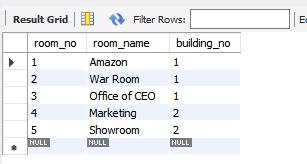 Result Grid Filter Rows:
room_no room_name building_no
1 Amazon 1
2 War Room 1
3 Office of CEO 1
4 Marketing 2
5 Showroom 2
NULL NULL NULL